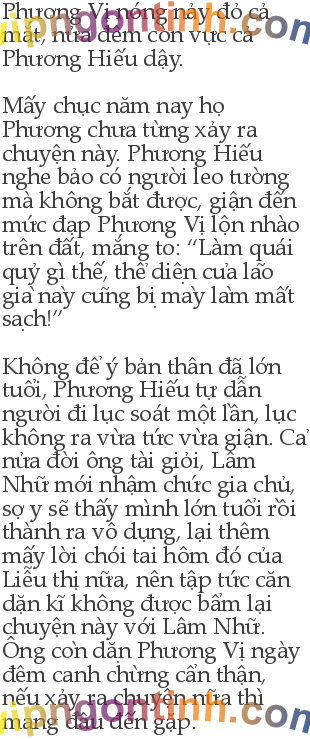 Phương Vị nóng nảy đỏ cả
mặt, nửa đêm còn vực cả
Phương Hiếu dậy.
Mấy chục năm nay họ
Phương chưa từng xảy ra
chuyện này. Phương Hiếu
nghe bảo có người leo tường
mà không bắt được, giận đến
mức đạp Phương Vị lộn nhào
trên đất, mắng to: “Làm quái
quỷ gì thế, thể diện của lão
già này cũng bị mày làm mất
sạch!”
Không để ý bản thân đã lớn
tuổi, Phương Hiếu tự dẫn
người đi lục soát một lần, lục
không ra vừa tức vừa giận. Cả
nửa đời ông tài giỏi, Lâm
Nhữ mới nhậm chức gia chủ,
sợ y sẽ thấy mình lớn tuổi rồi
thành ra vô dụng, lại thêm
mấy lời chói tai hôm đó của
Liễu thị nữa, nên tập tức căn
dặn kĩ không được bẩm lại
chuyện này với Lâm Nhữ.
Ông còn dặn Phương Vị ngày
đêm canh chừng cẩn thận,
nếu xảy ra chuyện nữa thì
mang đầu đến gặp.
vipngontinh.com
vipngontinh.com